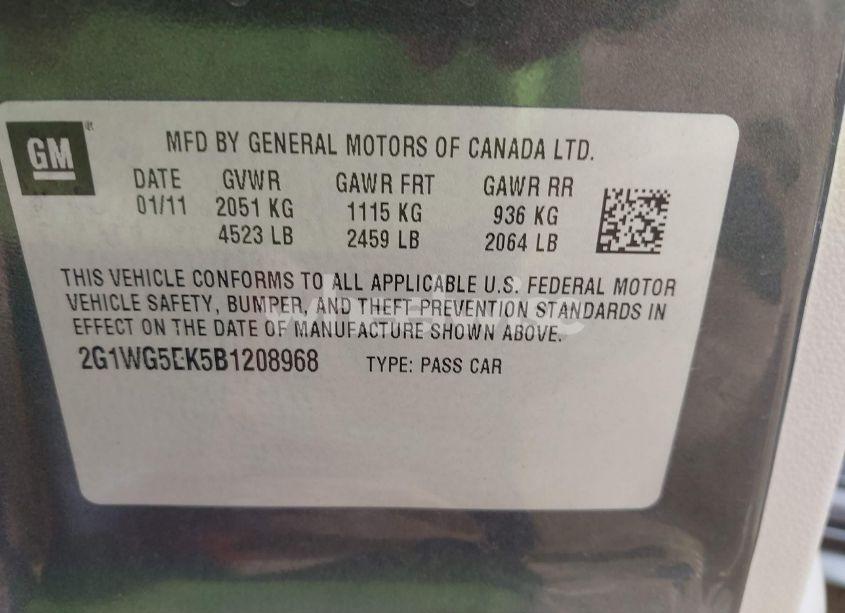 GM
MFD BY GENERAL MOTORS OF CANADA LTD.
DATE GVWR GAWR FRT GAWR RR
01/11 2051 KG 1115 KG 936 KG
4523 LB 2459 LB 2064 LB
THIS VEHICLE CONFORMS TO ALL APPLICABLE U.S. FEDERAL MOTOR
VEHICLE SAFETY, BUMPER, AND THEFT PREVENTION STANDARDS IN
EFFECT ON THE DATE OF MANUFACTURE SHOWN ABOVE.
2G1WG5EK5B1208968 TYPE: PASS CAR